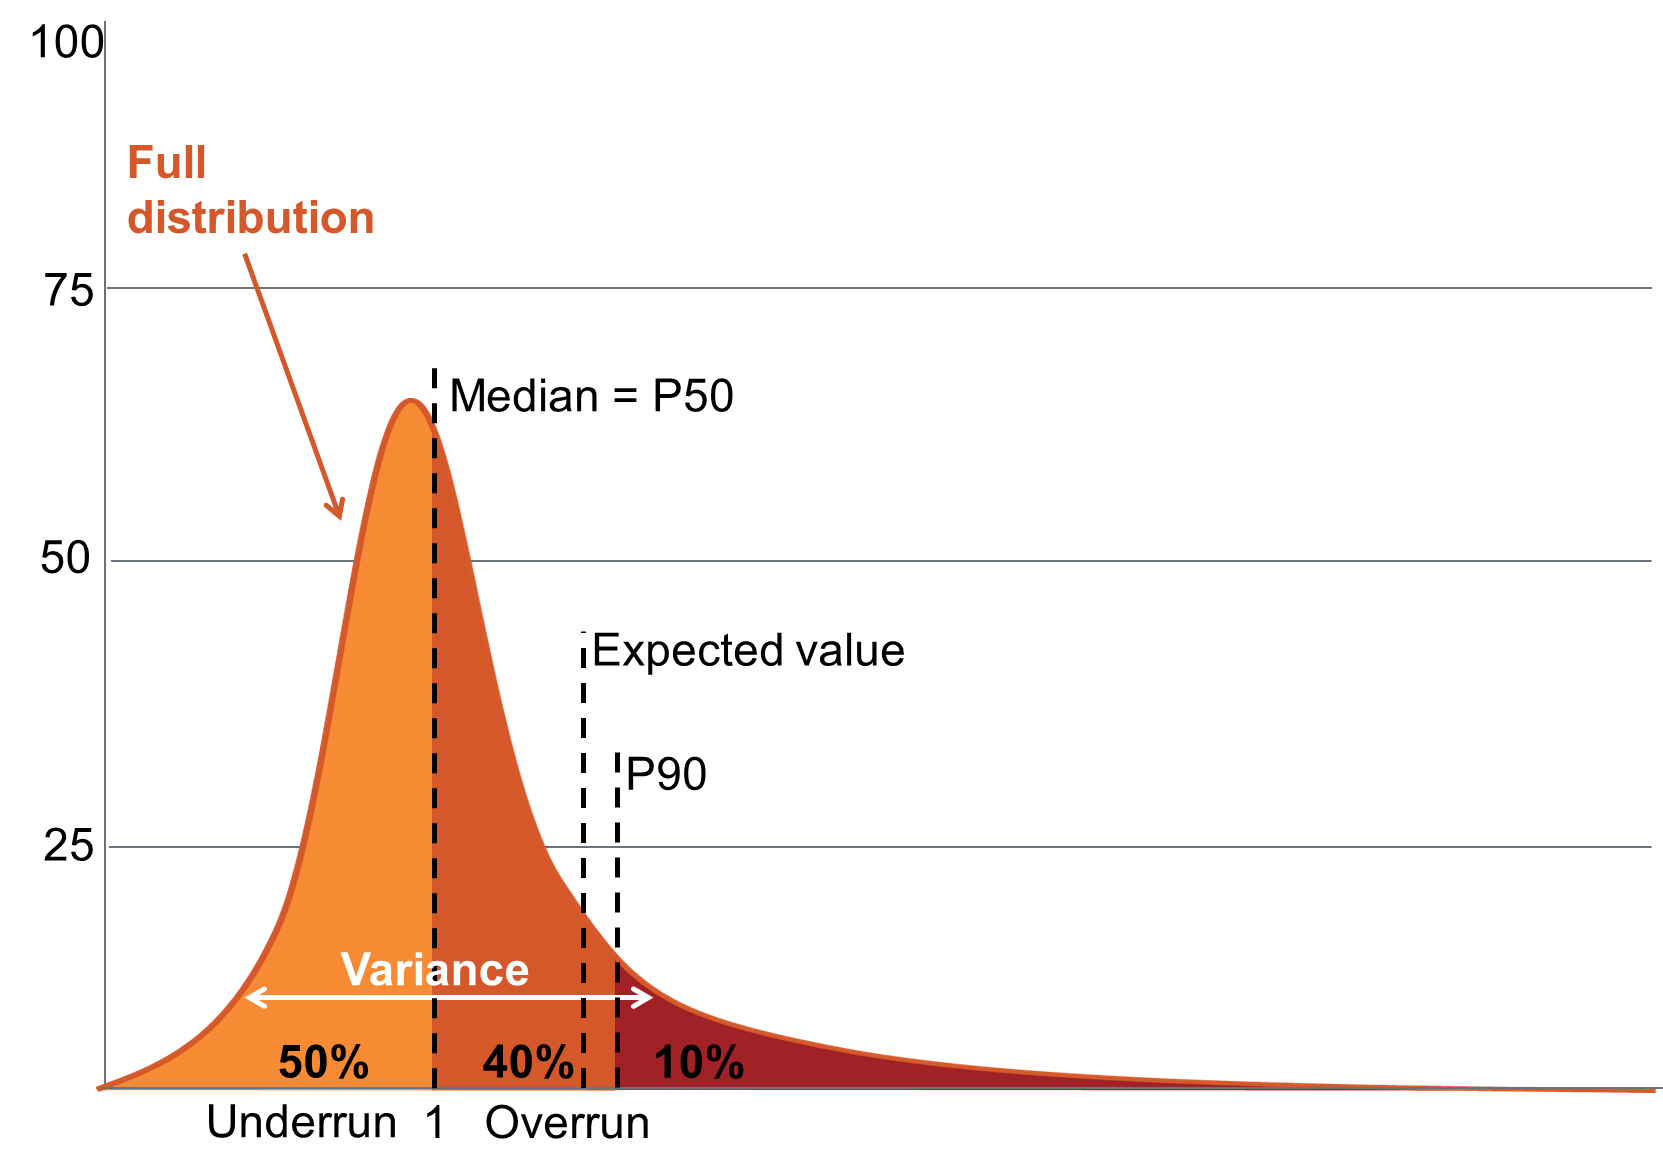 100
Full
distribution
75
Median = P50
50
Expected value
P90
25
Variance
50% 40% 10%
Underrun 1 Overrun